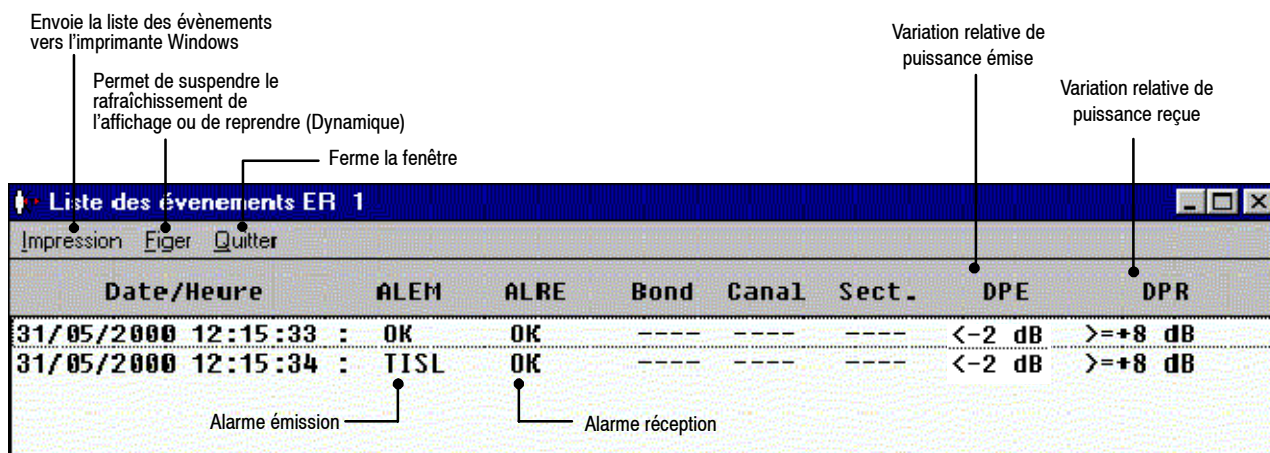 Envoie la liste des évènements
vers l'imprimante Windows
Variation relative de
puissance émise
Permet de suspendre le
rafraîchissement de
l'affichage ou de reprendre (Dynamique)
Variation relative de
puissance reçue
Ferme la fenêtre
Liste des évenements ER 1
Impression Figer Quitter
Date/Heure ALEM ALRE Bond Canal Sect. DPE DPR
31/05/2000 12:15:33 : OK OK ---- ---- ---- <-2 dB >=+8 dB
31/05/2000 12:15:34 : TISL OK ---- ---- ---- <-2 dB >=+8 dB
Alarme émission Alarme réception